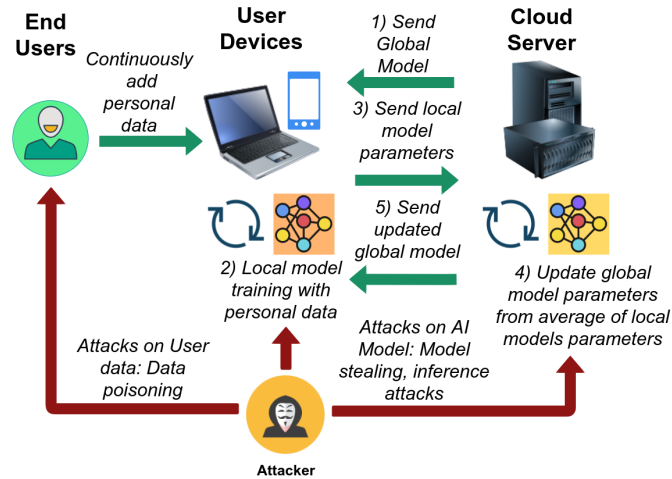 End
Users
User
Devices
Cloud
Server
Continuously
add
personal
data
1) Send
Global
Model
3) Send local
model
parameters
5) Send
updated
global model
2) Local model
training with
personal data
4) Update global
model parameters
from average of local
models parameters
Attacks on User
data: Data
poisoning
Attacks on AI
Model: Model
stealing, inference
attacks
Attacker